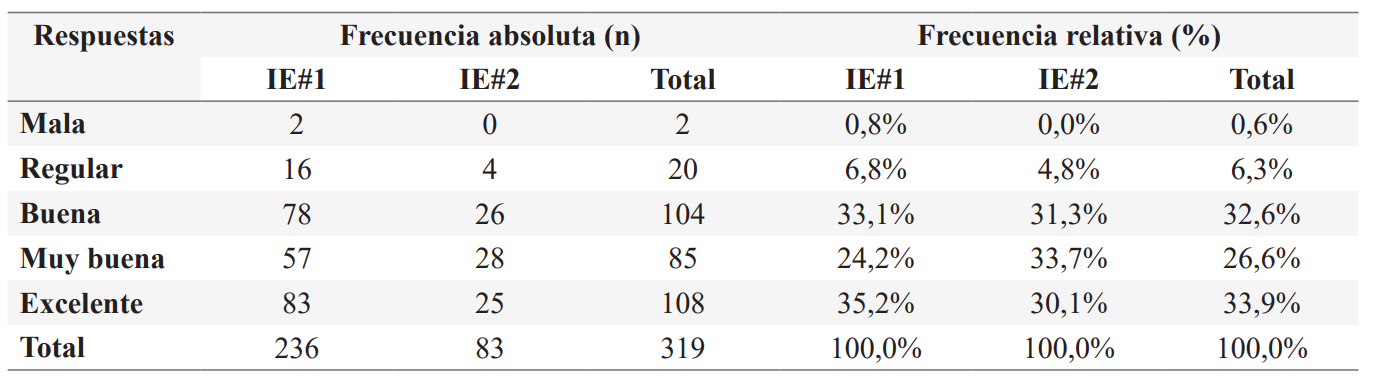 Respuestas Frecuencia absoluta (n) Frecuencia relativa (%)
IE#1 IE#2 Total IE#1 IE#2 Total
Mala 2 0 2 0,8% 0,0% 0,6%
Regular 16 4 20 6,8% 4,8% 6,3%
Buena 78 26 104 33,1% 31,3% 32,6%
Muy buena 57 28 85 24,2% 33,7% 26,6%
Excelente 83 25 108 35,2% 30,1% 33,9%
Total 236 83 319 100,0% 100,0% 100,0%